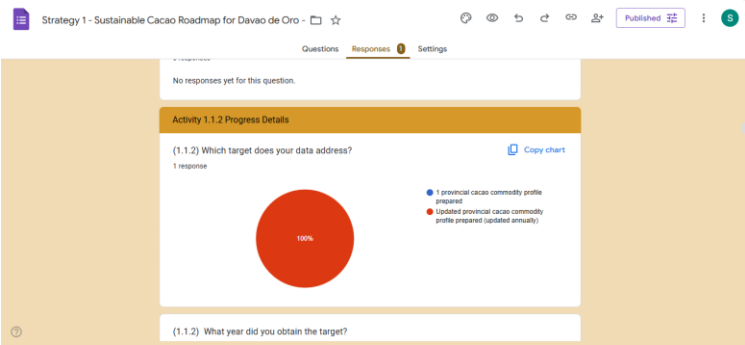 Strategy 1 - Sustainable Cacao Roadmap for Davao de Oro -
Published
S
Questions Responses 1 Settings
No responses yet for this question.
Activity 1.1.2 Progress Details
(1.1.2) Which target does your data address?
Copy chart
1 response
1 provincial cacao commodity profile
prepared
Updated provincial cacao commodity
profile prepared (updated annually)
100%
(1.1.2) What year did you obtain the target?